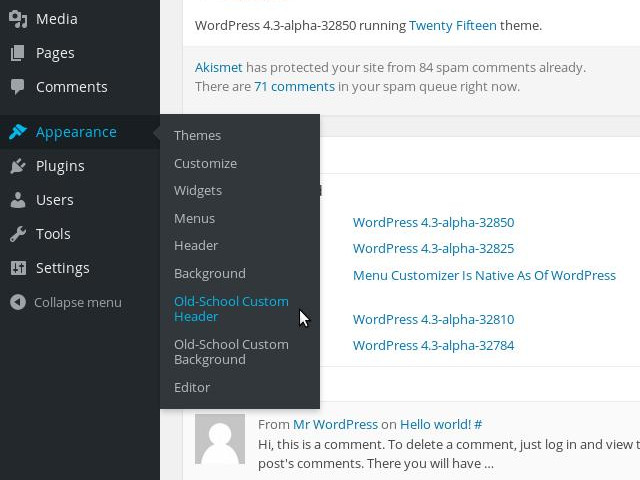 Media
Pages
Comments
Appearance
Plugins
Users
Tools
Settings
Collapse menu
Themes
Customize
Widgets
Menus
Header
Background
Old-School Custom
Header
Old-School Custom
Background
Editor
WordPress 4.3-alpha-32850 running Twenty Fifteen theme.
Akismet has protected your site from 84 spam comments already.
There are 71 comments in your spam queue right now.
WordPress 4.3-alpha-32850
WordPress 4.3-alpha-32825
Menu Customizer Is Native As Of WordPress
WordPress 4.3-alpha-32810
WordPress 4.3-alpha-32784
From Mr WordPress on Hello world! #
Hi, this is a comment. To delete a comment, just log in and view t
post's comments. There you will have ...